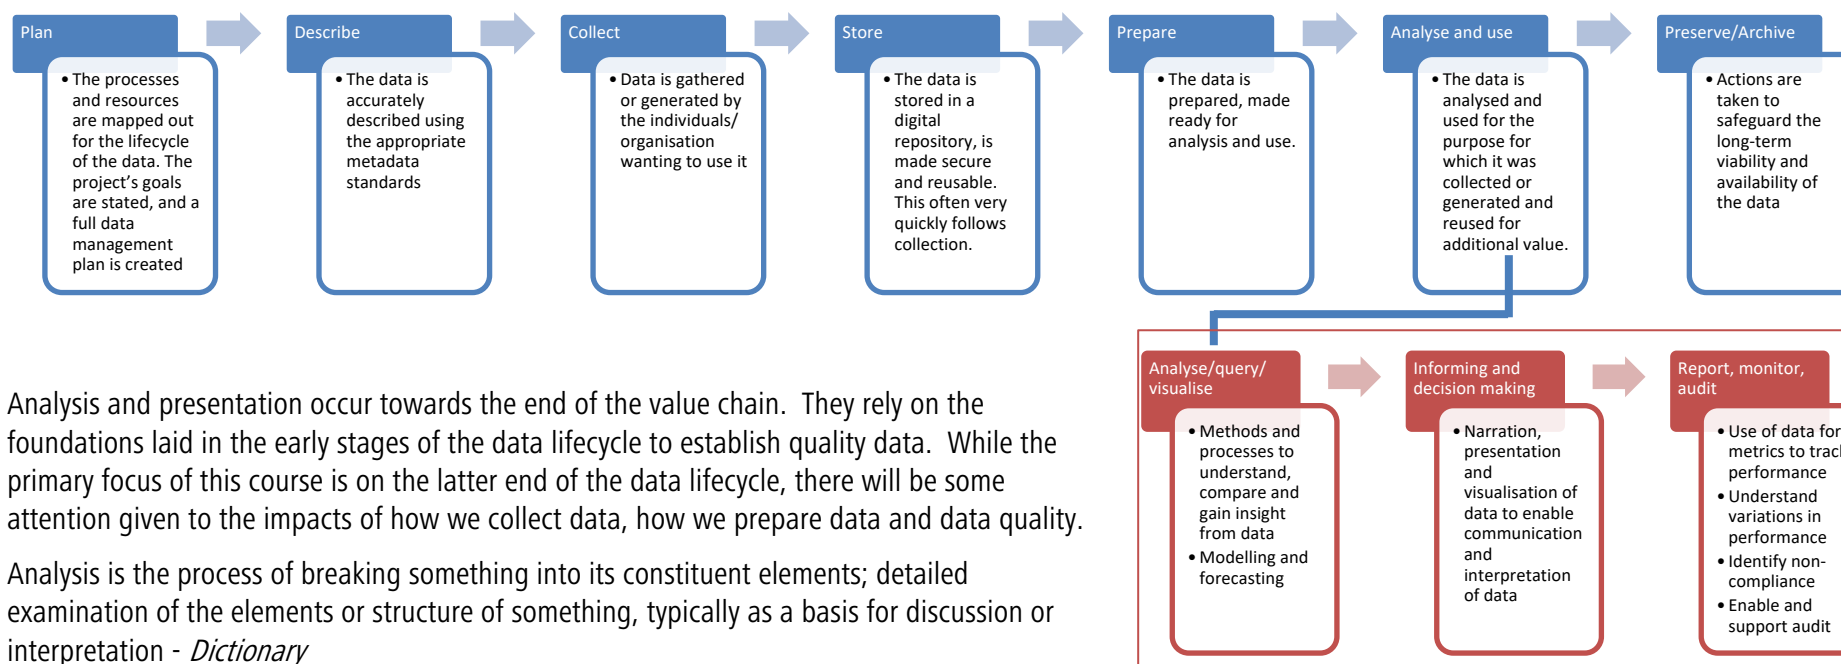 Plan
• The processes
and resources
are mapped out
for the lifecycle
of the data. The
project’s goals
are stated, and a
full data
management
plan is created
Describe
• The data is
accurately
described using
the appropriate
metadata
standards
Collect
• Data is gathered
or generated by
the individuals/
organisation
wanting to use it
Store
• The data is
stored in a
digital
repository, is
made secure
and reusable.
This often very
quickly follows
collection.
Prepare
• The data is
prepared, made
ready for
analysis and use.
Analyse and use
• The data is
analysed and
used for the
purpose for
which it was
collected or
generated and
reused for
additional value.
Preserve/Archive
• Actions are
taken to
safeguard the
long-term
viability and
availability of
the data
Analysis and presentation occur towards the end of the value chain. They rely on the
foundations laid in the early stages of the data lifecycle to establish quality data. While the
primary focus of this course is on the latter end of the data lifecycle, there will be some
attention given to the impacts of how we collect data, how we prepare data and data quality.
Analysis is the process of breaking something into its constituent elements; detailed
examination of the elements or structure of something, typically as a basis for discussion or
interpretation - Dictionary
Analyse/query/
visualise
• Methods and
processes to
understand,
compare and
gain insight
from data
• Modelling and
forecasting
Informing and
decision making
• Narration,
presentation
and
visualisation of
data to enable
communication
and
interpretation
of data
Report, monitor,
audit
• Use of data for
metrics to track
performance
• Understand
variations in
performance
• Identify non-
compliance
• Enable and
support audit